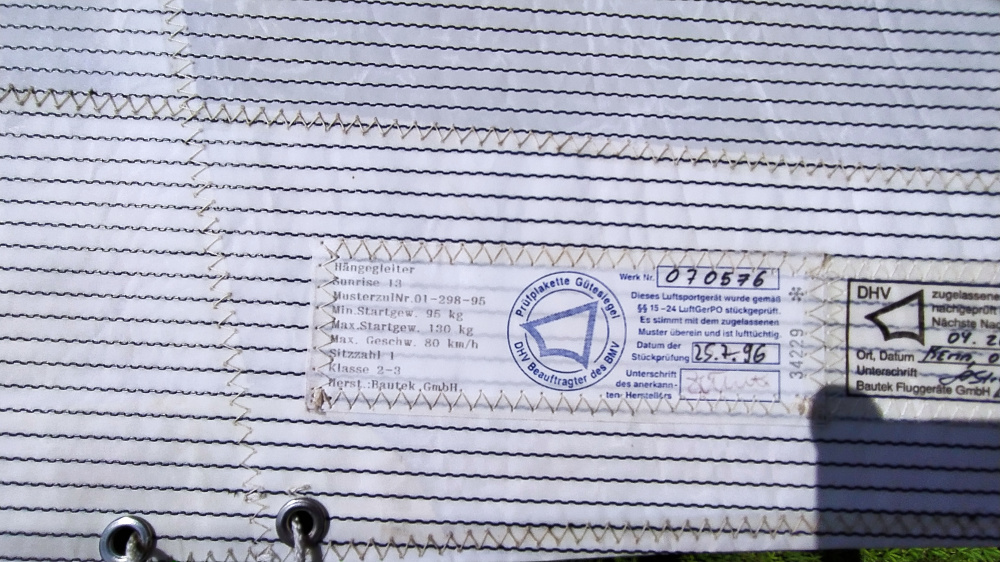 Hängegleiter
Sunrise 13
MusterzulNr.01-298-95
Min.Startgew. 95 kg
Max.Startgew. 130 kg
Max. Geschw. 80 km/h
Sitzzahl 1
Klasse 2-3
Herst.:Bautek,GmbH.
Prüfplakette Gütesiegel
DHV Beauftragter des BMV
Werk Nr. 070576
Dieses Luftsportgerät wurde gemäß
§§ 15-24 LuftGerPO stückgeprüft.
Es stimmt mit dem zugelassenen
Muster überein und ist lufttüchtig.
Datum der
Stückprüfung 25.7.96
Unterschrift
des anerkann-
ten Herstellers
34229 *
DHV
zugelassene
nachgeprüft
Nächste Na
09.
Ort, Datum
Unterschrift
Bautek Fluggeräte GmbH